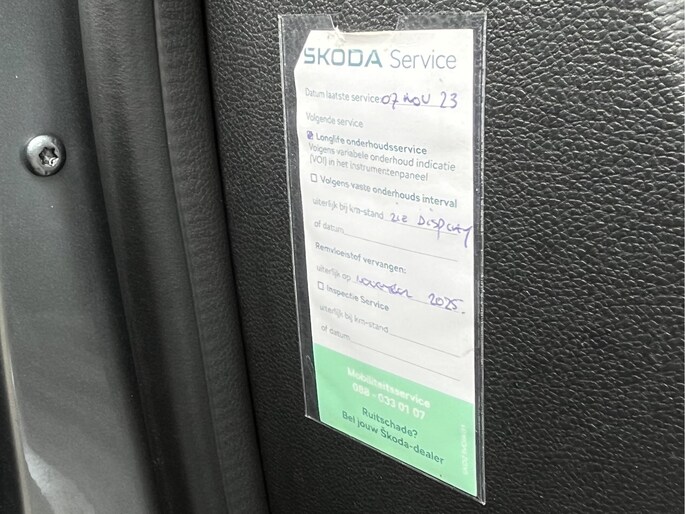 ŠKODA Service
Datum laatste service: 07 nov 23
Volgende service
Longlife onderhoudsservice
Volgens variabele onderhoud indicatie
(VOI) in het instrumentenpaneel
Volgens vaste onderhouds interval
uiterlijk bij km-stand zie DISPLAY
of datum
Remvloeistof vervangen:
uiterlijk op november 2025.
Inspectie Service
uiterlijk bij km-stand
of datum
Mobiliteitsservice
088 - 033 01 07
Ruitschade?
Bel jouw Škoda-dealer